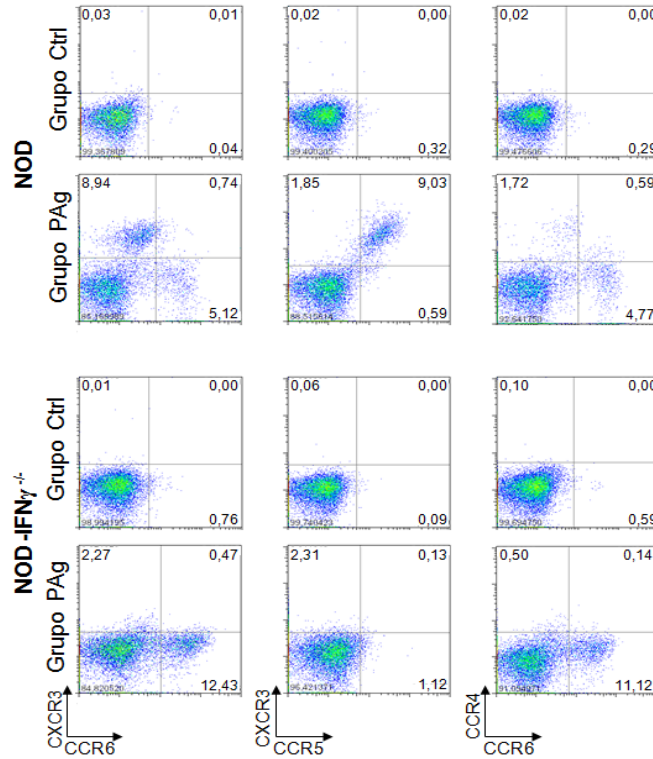 NOD
Grupo Ctrl
0,03 0,01
0,04
0,02 0,00
0,32
0,02 0,00
0,29
Grupo PAg
8,94 0,74
5,12
1,85 9,03
0,59
1,72 0,59
4,77
NOD-IFNγ -/-
Grupo Ctrl
0,01 0,00
0,76
0,06 0,00
0,09
0,10 0,00
0,59
Grupo PAg
2,27 0,47
12,43
2,31 0,13
1,12
0,50 0,14
11,12
CXCR3
CCR6
CXCR3
CCR5
CCR4
CCR6